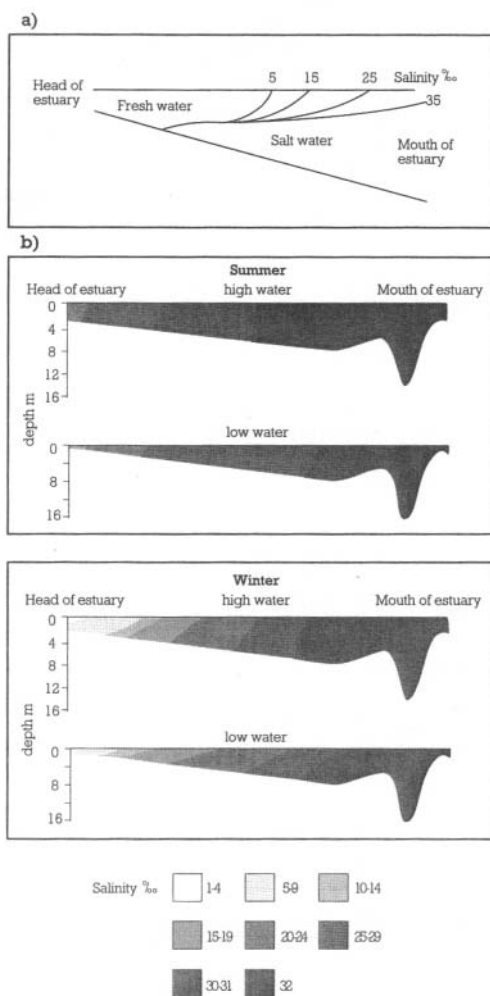 a)
5 15 25 Salinity ‰
Head of estuary
35
Fresh water
Salt water
Mouth of estuary
b)
Summer
Head of estuary high water Mouth of estuary
0
4
8
12
16
depth m
low water
0
8
16
Winter
Head of estuary high water Mouth of estuary
0
4
8
12
16
depth m
low water
0
8
16
Salinity ‰ 1-4 5-9 10-14
15-19 20-24 25-29
30-31 32